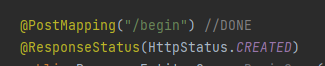 @PostMapping("/begin") //DONE
@ResponseStatus(HttpStatus.CREATED)